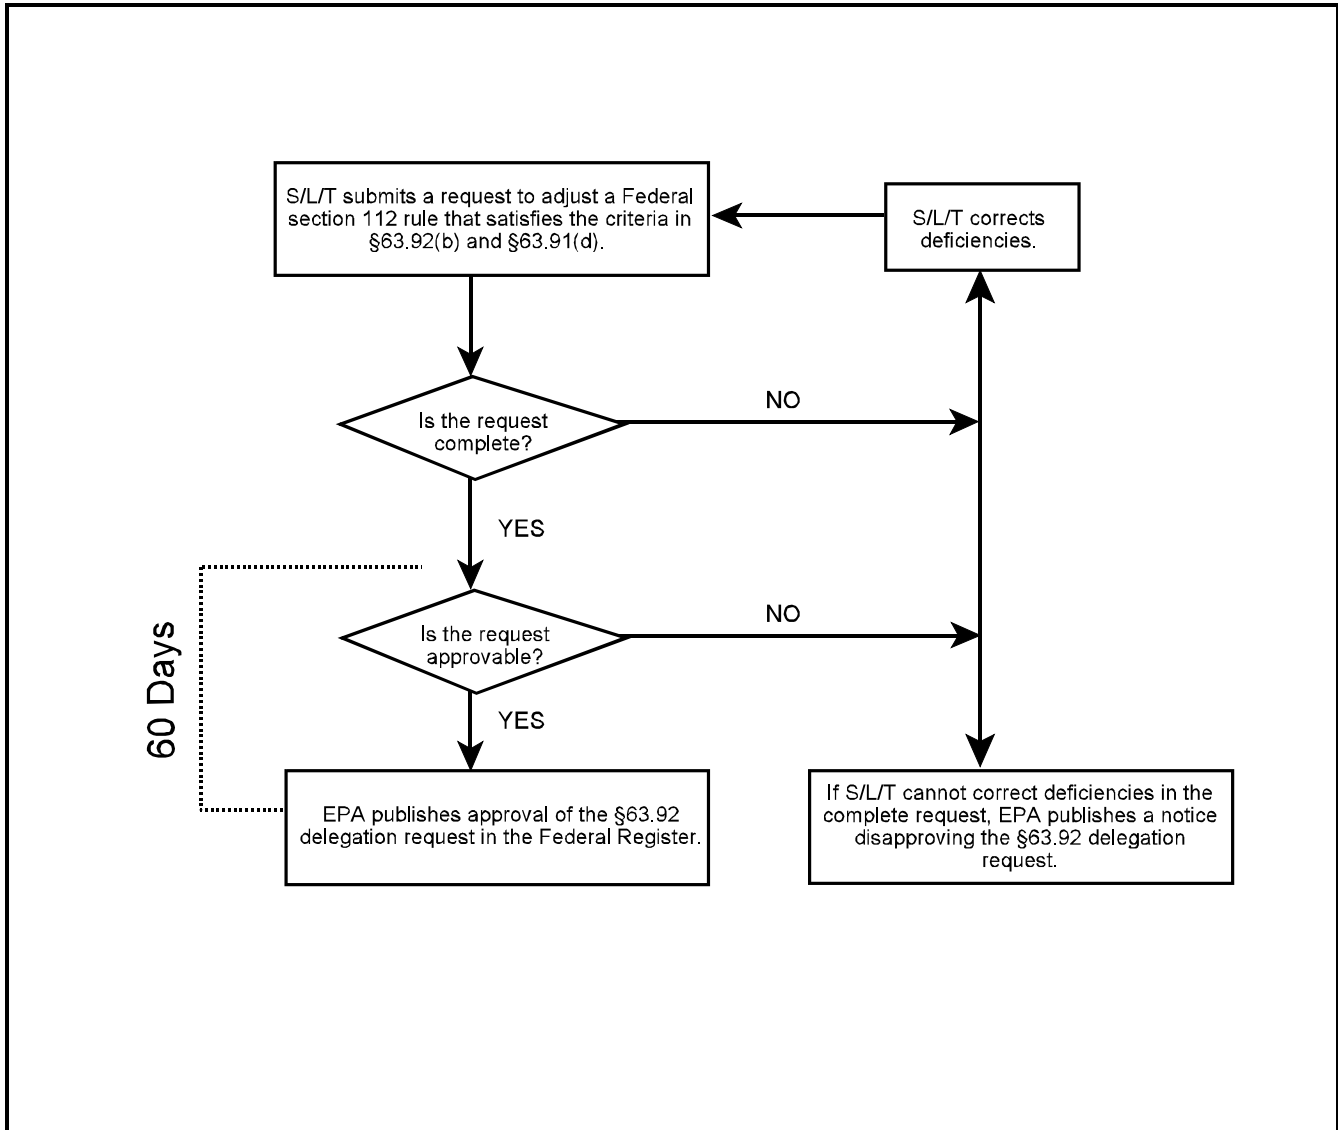 S/L/T submits a request to adjust a Federal
section 112 rule that satisfies the criteria in
§63.92(b) and §63.91(d).
S/L/T corrects
deficiencies.
Is the request
complete?
NO
YES
Is the request
approvable?
NO
YES
60 Days
EPA publishes approval of the §63.92
delegation request in the Federal Register.
If S/L/T cannot correct deficiencies in the
complete request, EPA publishes a notice
disapproving the §63.92 delegation
request.